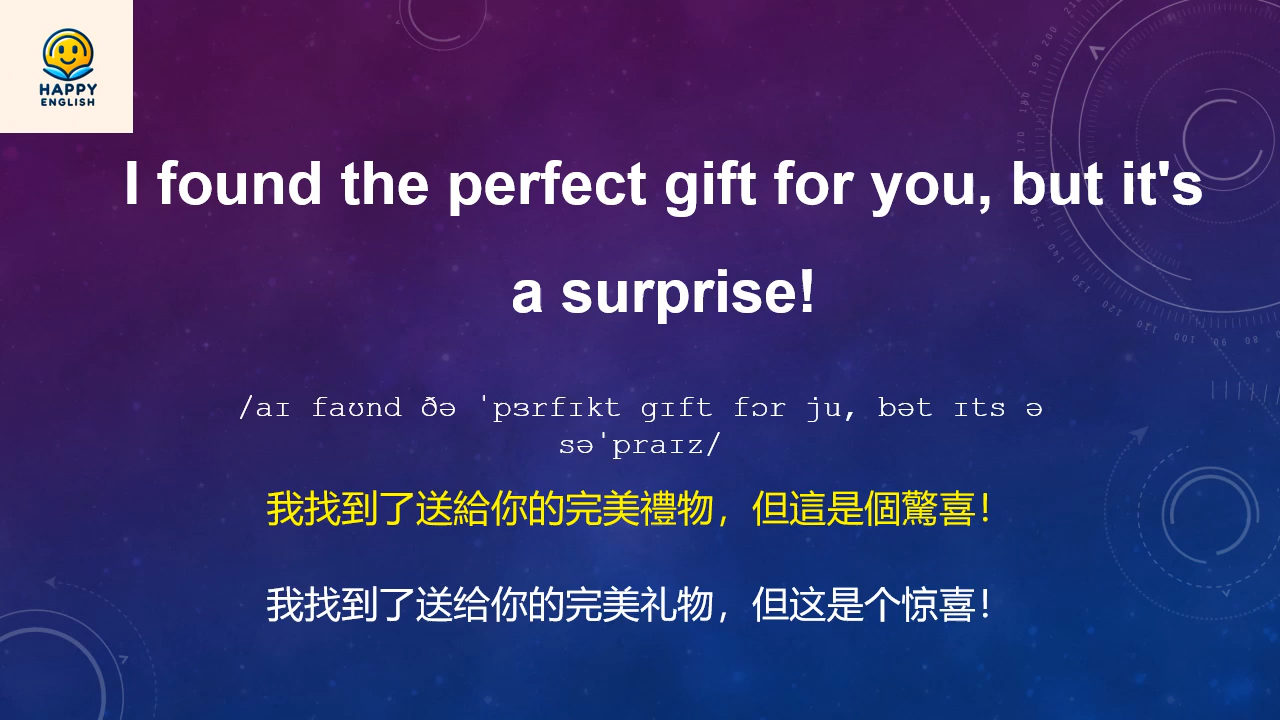 HAPPY
ENGLISH
I found the perfect gift for you, but it's
a surprise!
/aɪ faʊnd ðə ˈpɜrfɪkt ɡɪft fɔr ju, bət ɪts ə
səˈpraɪz/
我找到了送給你的完美禮物，但這是個驚喜！
我找到了送给你的完美礼物，但这是个惊喜！